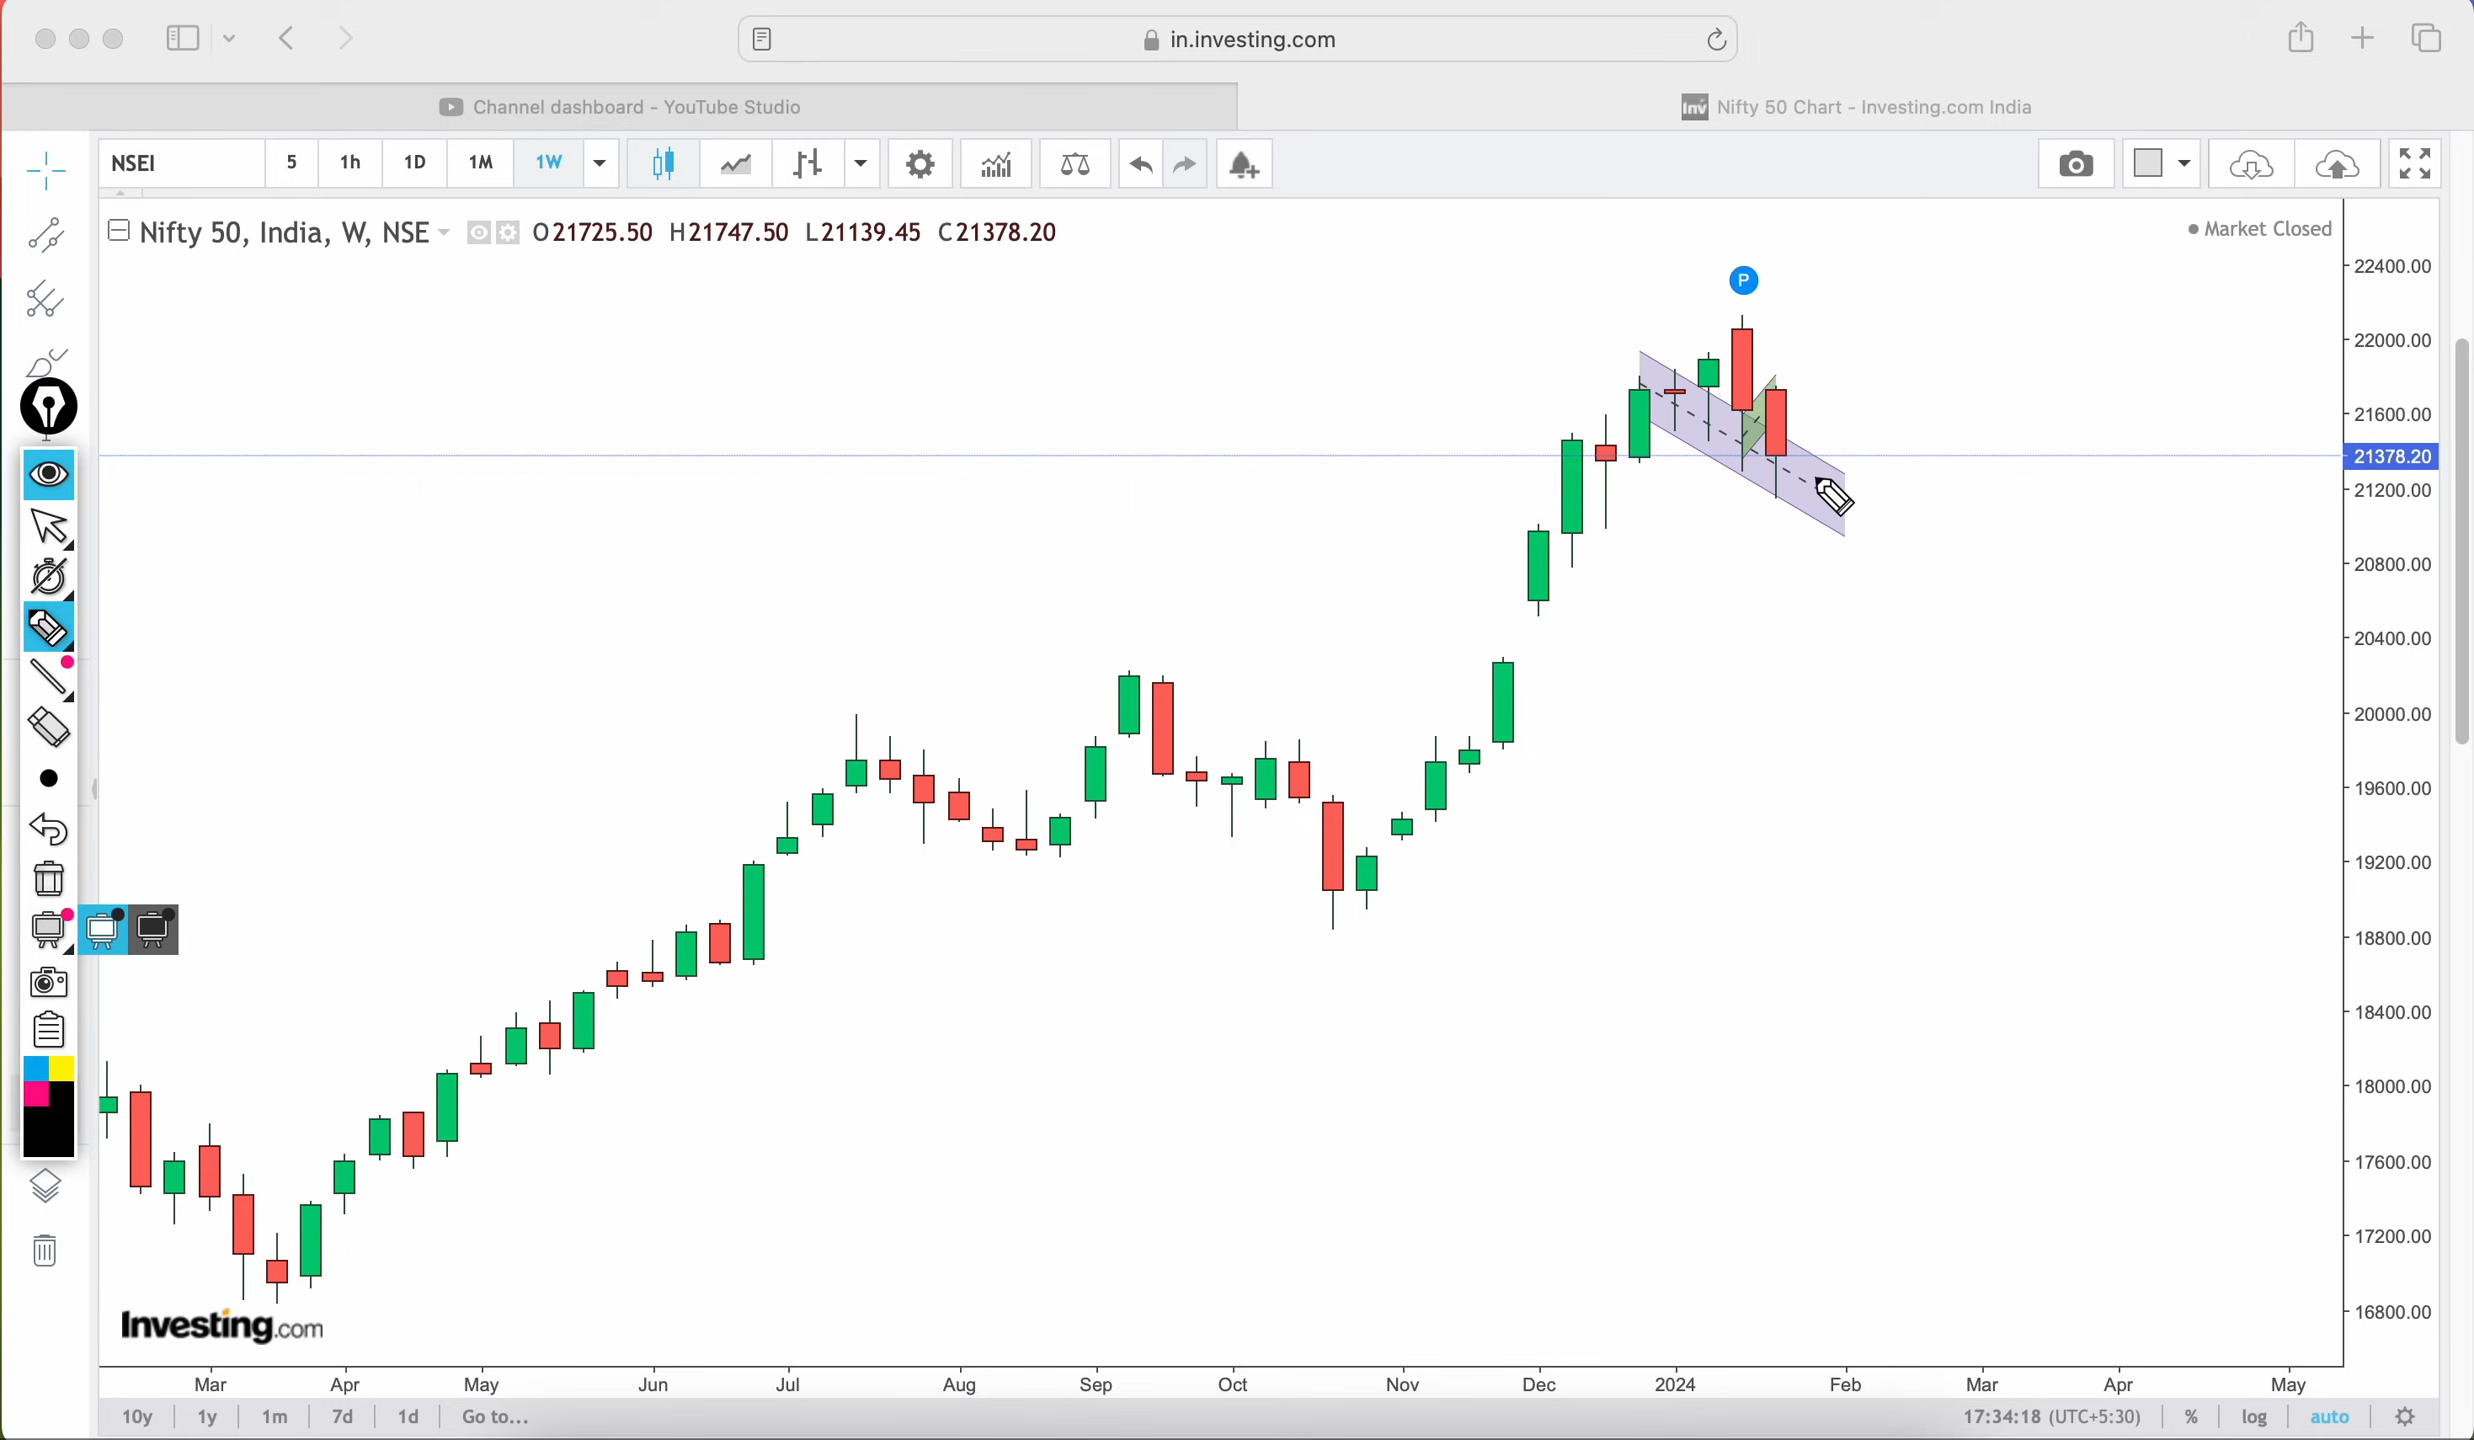 in.investing.com
Channel dashboard - YouTube Studio
Inv Nifty 50 Chart - Investing.com India
NSEI 5 1h 1D 1M 1W
Nifty 50, India, W, NSE O21725.50 H21747.50 L21139.45 C21378.20
Market Closed
P
22400.00
22000.00
21600.00
21378.20
21200.00
20800.00
20400.00
20000.00
19600.00
19200.00
18800.00
18400.00
18000.00
17600.00
17200.00
16800.00
Investing.com
Mar Apr May Jun Jul Aug Sep Oct Nov Dec 2024 Feb Mar Apr May
10y 1y 1m 7d 1d Go to... 17:34:18 (UTC+5:30) % log auto